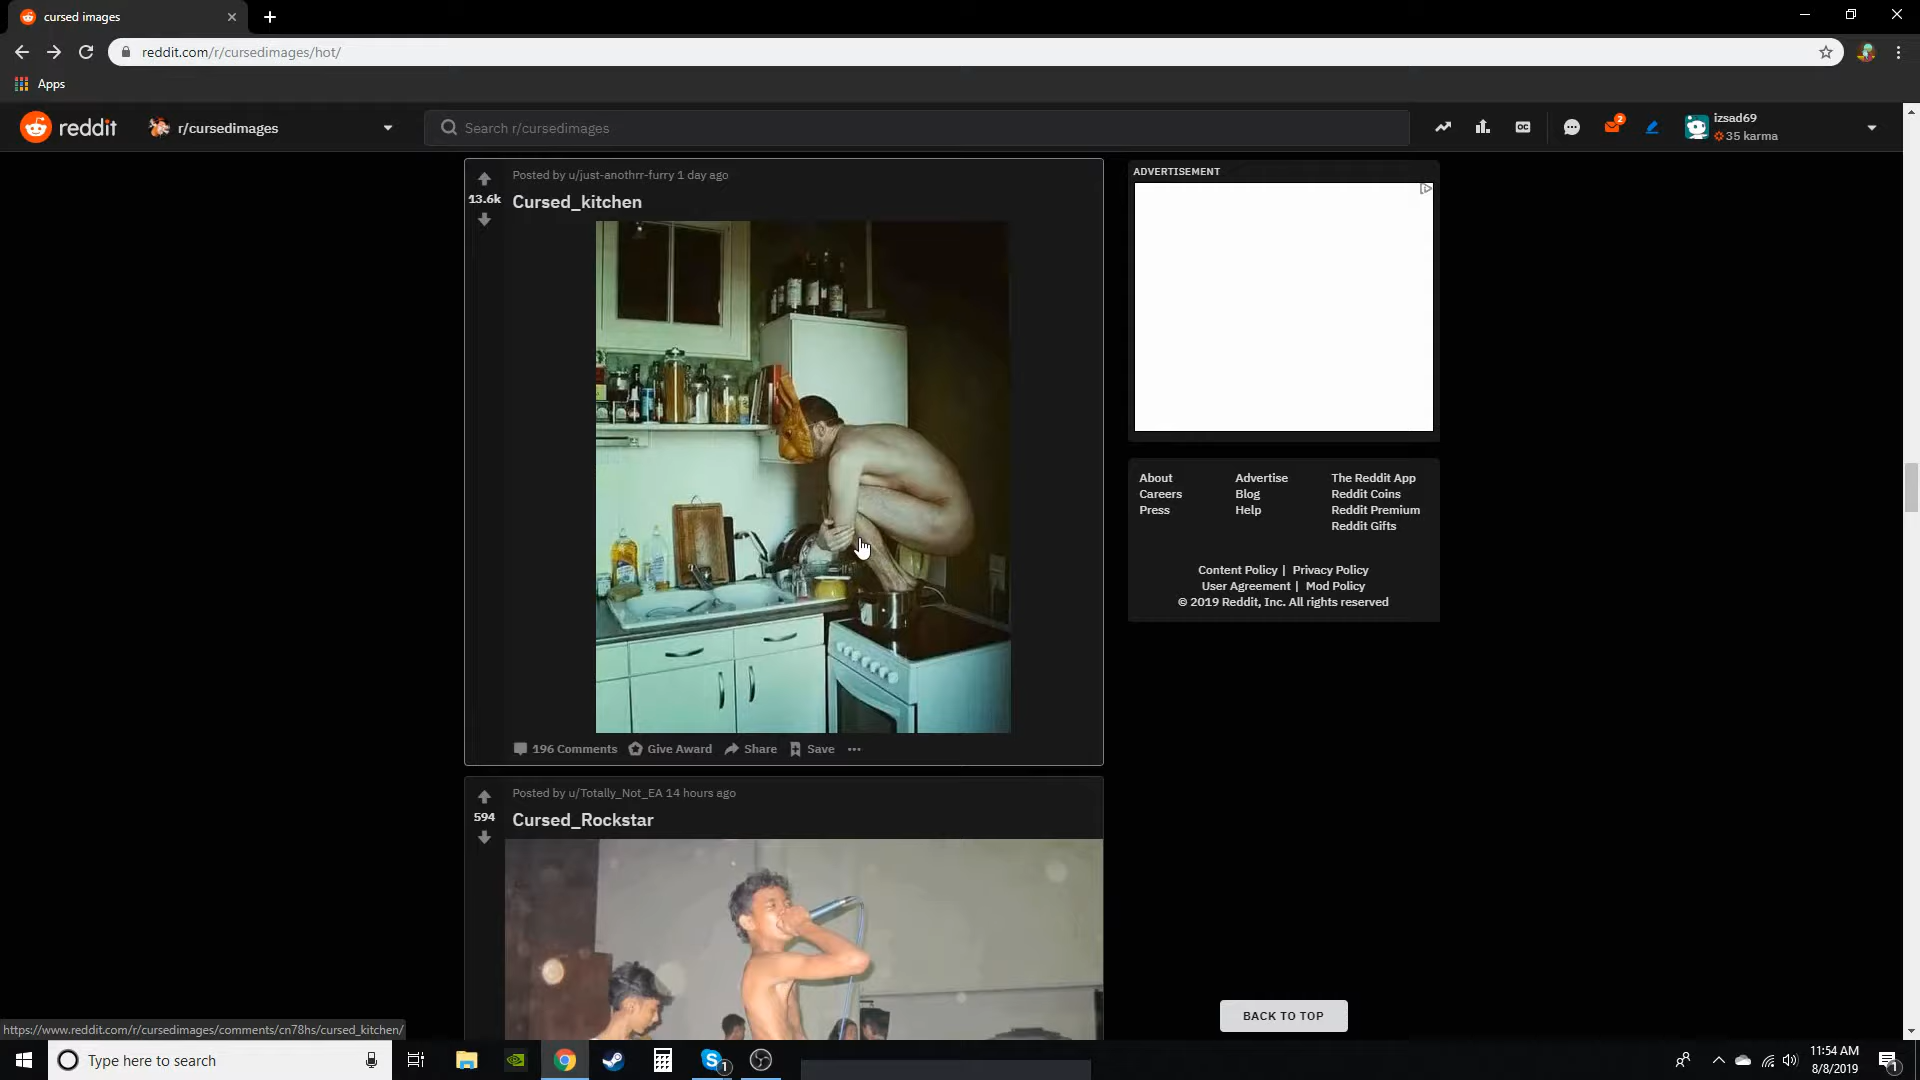 cursed images
reddit.com/r/cursedimages/hot/
Apps
reddit
r/cursedimages
Search r/cursedimages
2
izsad69
35 karma
Posted by u/just-anothrr-furry 1 day ago
13.6k
Cursed_kitchen
196 Comments
Give Award
Share
Save
Posted by u/Totally_Not_EA 14 hours ago
594
Cursed_Rockstar
ADVERTISEMENT
About Advertise The Reddit App
Careers Blog Reddit Coins
Press Help Reddit Premium
Reddit Gifts
Content Policy | Privacy Policy
User Agreement | Mod Policy
© 2019 Reddit, Inc. All rights reserved
BACK TO TOP
https://www.reddit.com/r/cursedimages/comments/cn78hs/cursed_kitchen/
Type here to search
1
11:54 AM
8/8/2019
1